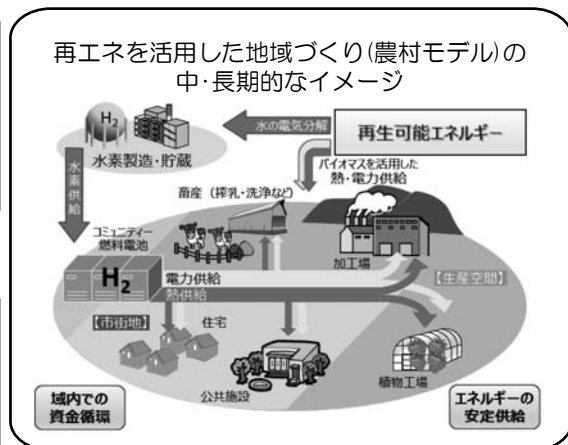 再エネを活用した地域づくり(農村モデル)の
中･長期的なイメージ
H2
水の電気分解
再生可能エネルギー
水素製造・貯蔵
バイオマスを活用した
熱・電力供給
水素供給
畜産（搾乳・洗浄など）
コミュニティー
燃料電池
加工場
H2
電力供給
熱供給
【生産空間】
【市街地】
住宅
公共施設
植物工場
域内での
資金循環
エネルギーの
安定供給